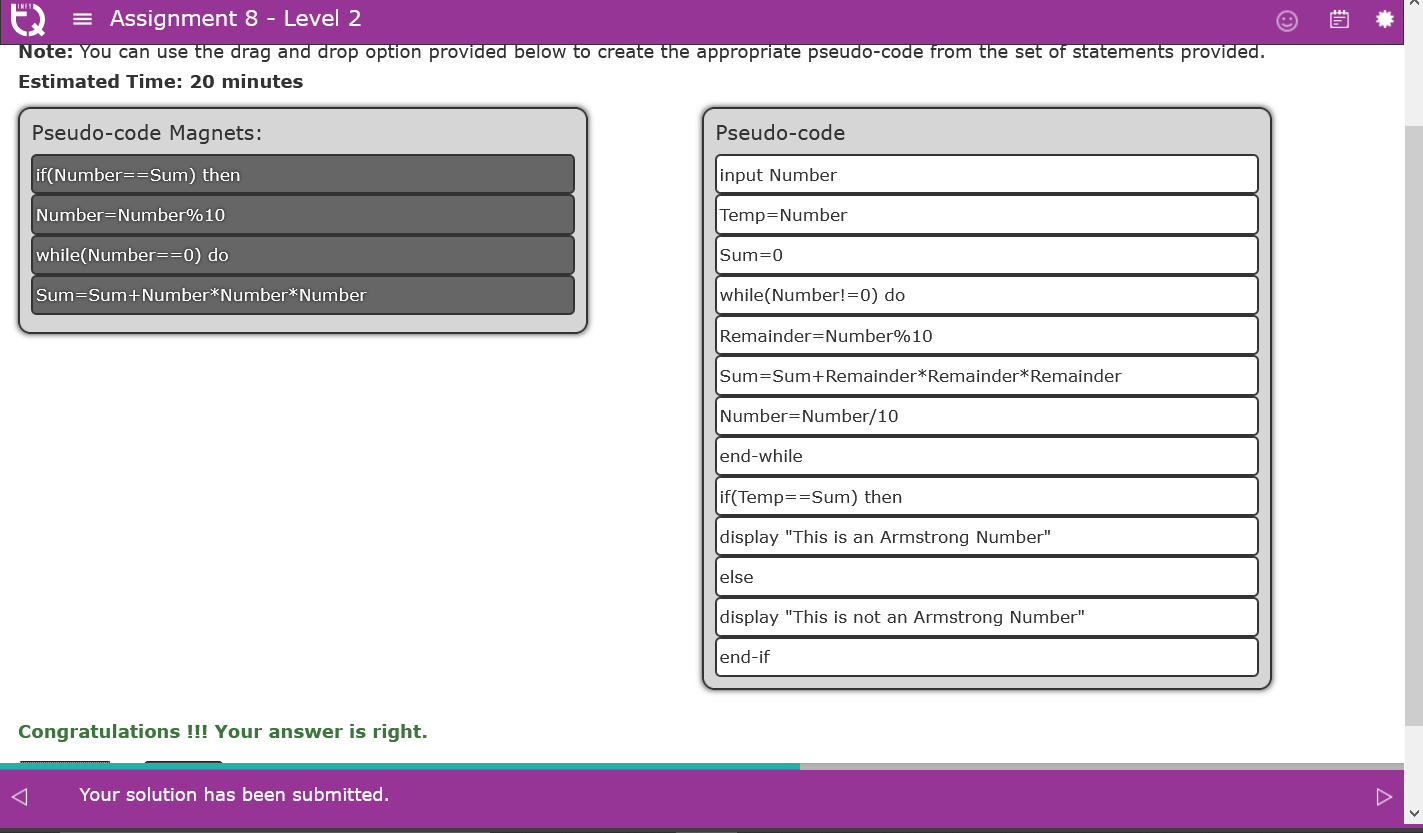 INFY
Assignment 8 - Level 2
Note: You can use the drag and drop option provided below to create the appropriate pseudo-code from the set of statements provided.
Estimated Time: 20 minutes
Pseudo-code Magnets:
if(Number==Sum) then
Number=Number%10
while(Number==0) do
Sum=Sum+Number*Number*Number
Pseudo-code
input Number
Temp=Number
Sum=0
while(Number!=0) do
Remainder=Number%10
Sum=Sum+Remainder*Remainder*Remainder
Number=Number/10
end-while
if(Temp==Sum) then
display "This is an Armstrong Number"
else
display "This is not an Armstrong Number"
end-if
Congratulations !!! Your answer is right.
Your solution has been submitted.